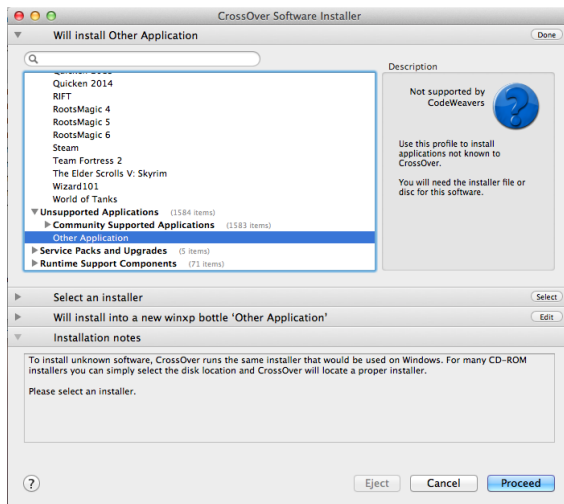 CrossOver Software Installer
Will install Other Application
Done
Description
Quicken 2014
RIFT
RootsMagic 4
RootsMagic 5
RootsMagic 6
Steam
Team Fortress 2
The Elder Scrolls V: Skyrim
Wizard101
World of Tanks
Unsupported Applications (1584 items)
Community Supported Applications (1583 items)
Other Application
Service Packs and Upgrades (5 items)
Runtime Support Components (71 items)
Not supported by
CodeWeavers
?
Use this profile to install
applications not known to
CrossOver.
You will need the installer file or
disc for this software.
Select an installer
Select
Will install into a new winxp bottle ‘Other Application’
Edit
Installation notes
To install unknown software, CrossOver runs the same installer that would be used on Windows. For many CD-ROM
installers you can simply select the disk location and CrossOver will locate a proper installer.
Please select an installer.
?
Eject
Cancel
Proceed